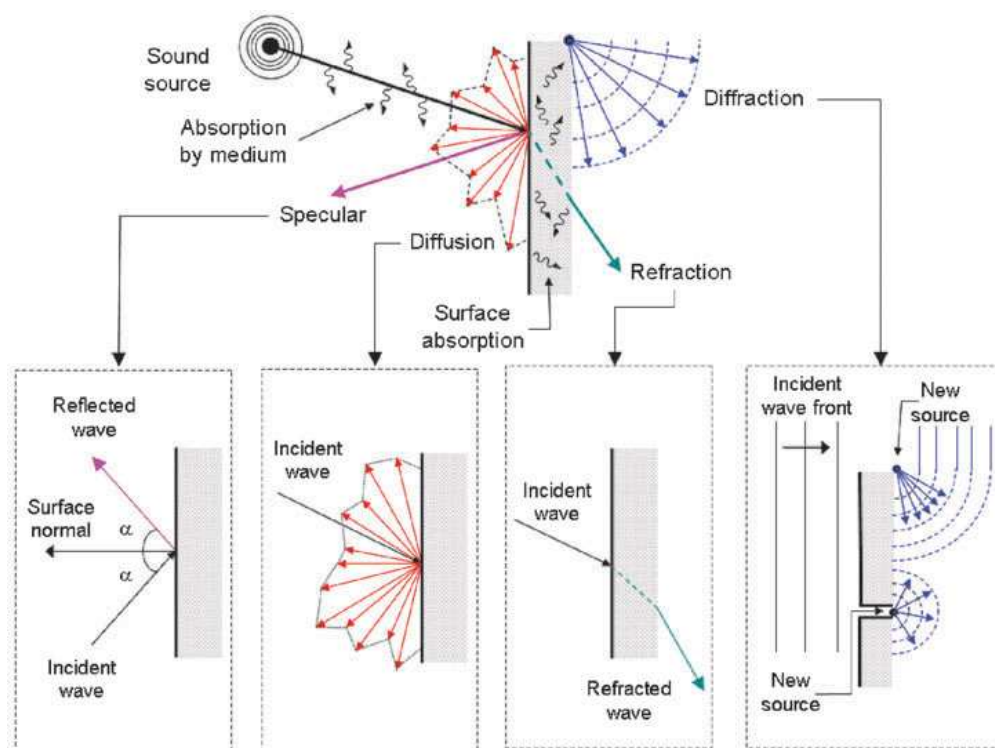 Sound
source
Absorption
by medium
Diffraction
Specular
Diffusion
Refraction
Surface
absorption
Reflected
wave
Surface
normal
α
α
Incident
wave
Incident
wave
Incident
wave
Refracted
wave
Incident
wave front
New
source
New
source